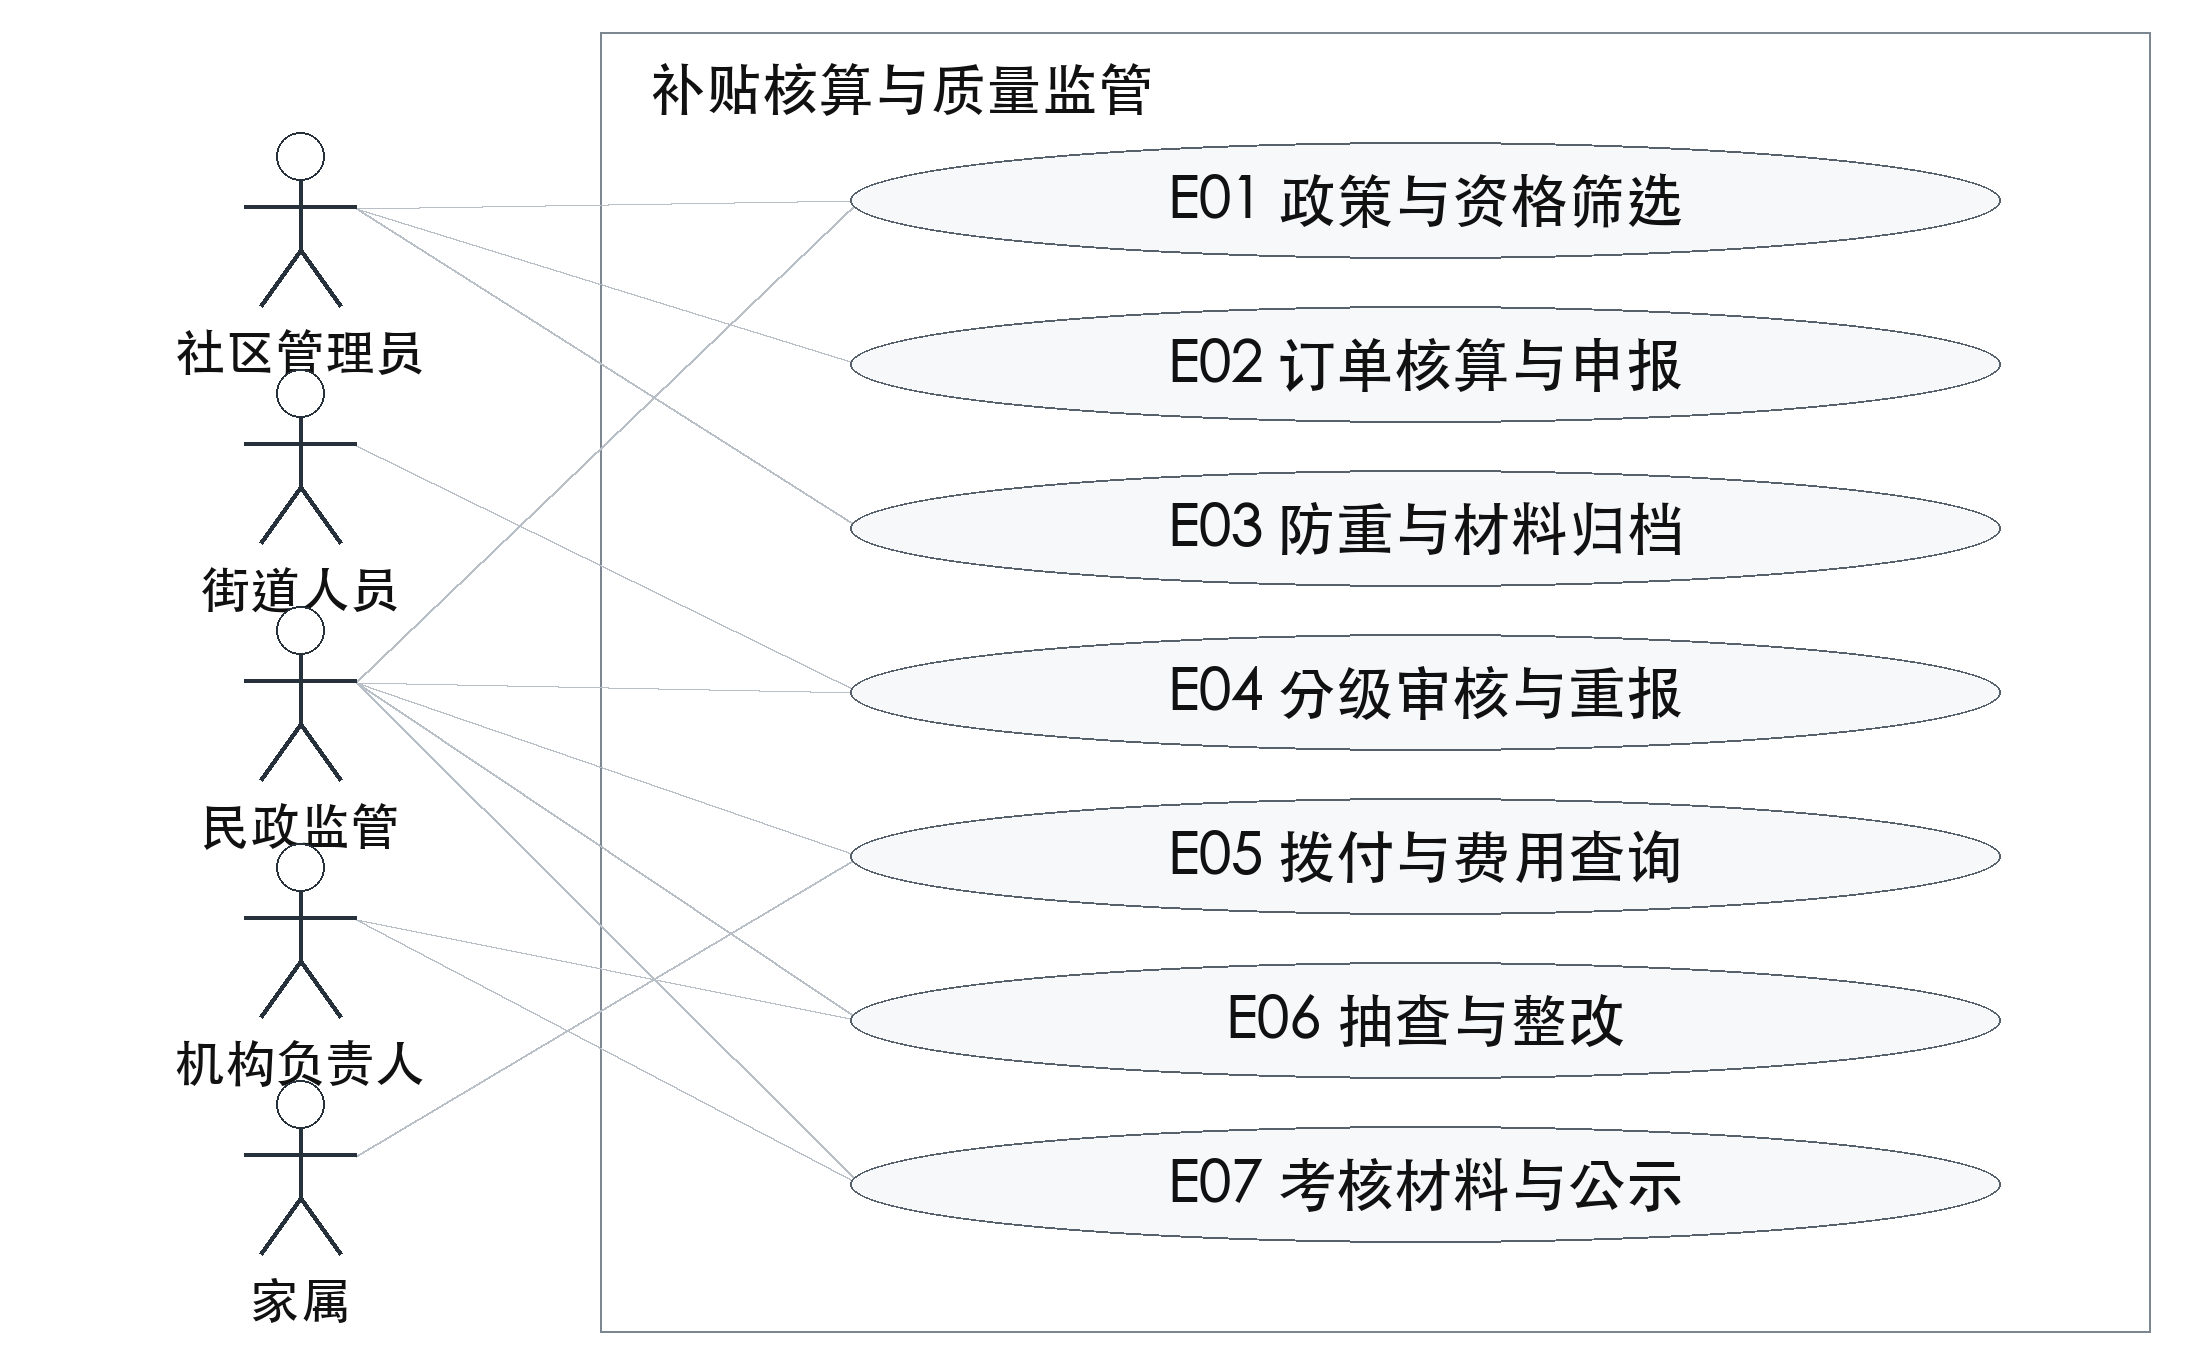 补贴核算与质量监管
社区管理员
街道人员
民政监管
机构负责人
家属
E01 政策与资格筛选
E02 订单核算与申报
E03 防重与材料归档
E04 分级审核与重报
E05 拨付与费用查询
E06 抽查与整改
E07 考核材料与公示